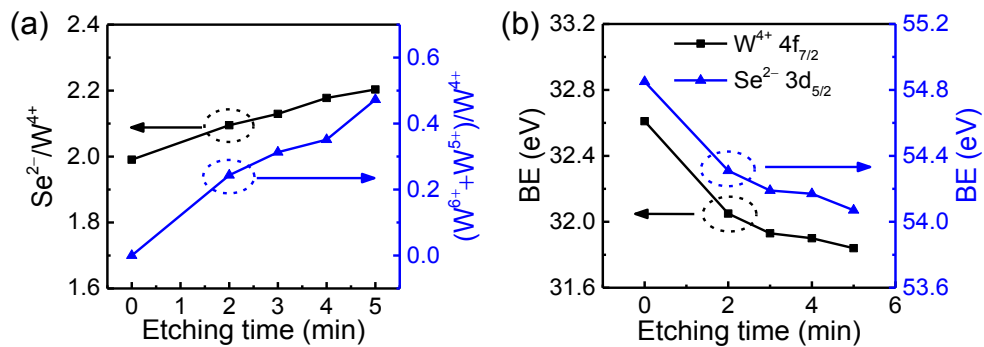 (a)
2.4
2.2
2.0
1.8
1.6
Se²⁻/W⁴⁺
0.6
0.4
0.2
0.0
(W⁶⁺+W⁵⁺)/W⁴⁺
0 1 2 3 4 5
Etching time (min)
(b)
33.2
32.8
32.4
32.0
31.6
BE (eV)
W⁴⁺ 4f₇/₂
Se²⁻ 3d₅/₂
55.2
54.8
54.4
54.0
53.6
BE (eV)
0 2 4 6
Etching time (min)